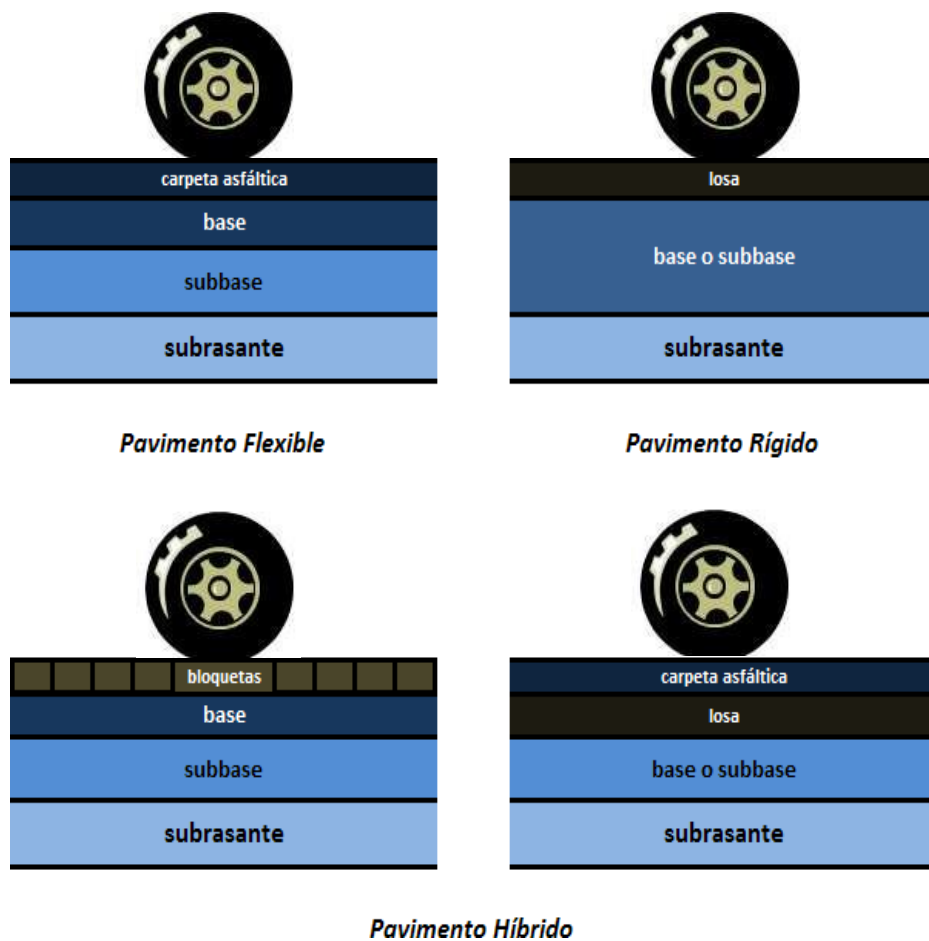 carpeta asfáltica
base
subbase
subrasante
Pavimento Flexible
losa
base o subbase
subrasante
Pavimento Rígido
bloquetas
base
subbase
subrasante
carpeta asfáltica
losa
base o subbase
subrasante
Pavimento Híbrido